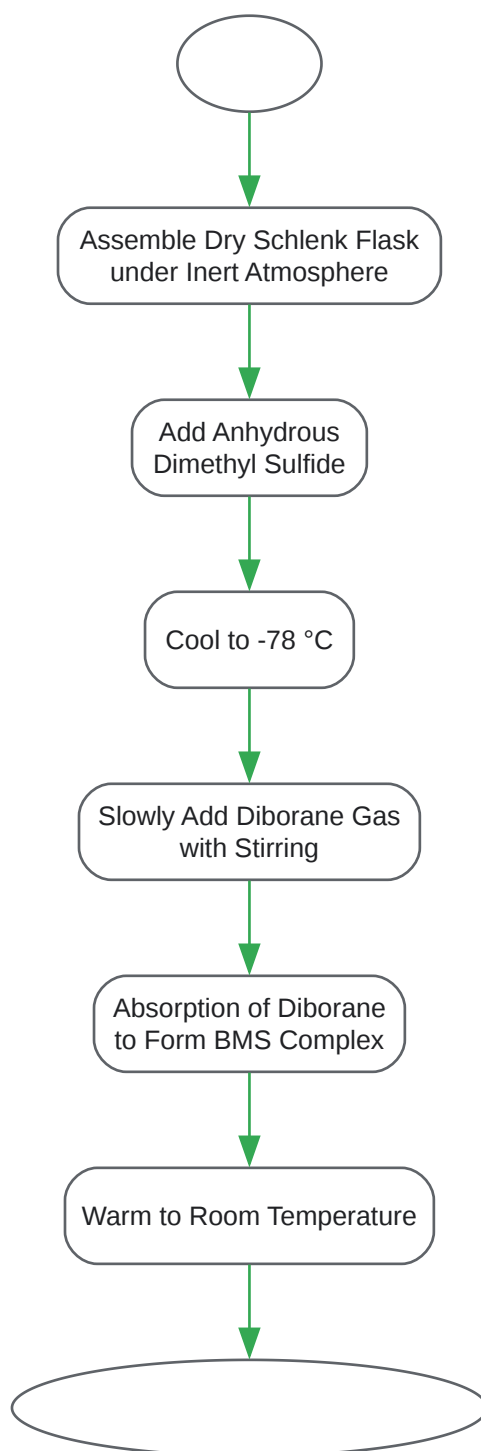 Assemble Dry Schlenk Flask
under Inert Atmosphere
Add Anhydrous
Dimethyl Sulfide
Cool to -78 °C
Slowly Add Diborane Gas
with Stirring
Absorption of Diborane
to Form BMS Complex
Warm to Room Temperature